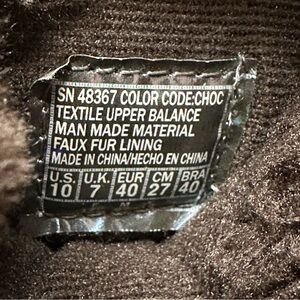 SN 48367 COLOR CODE:CHOC
TEXTILE UPPER BALANCE
MAN MADE MATERIAL
FAUX FUR LINING
MADE IN CHINA/HECHO EN CHINA
U.S. U.K. EUR CM BRA
10 7 40 27 40